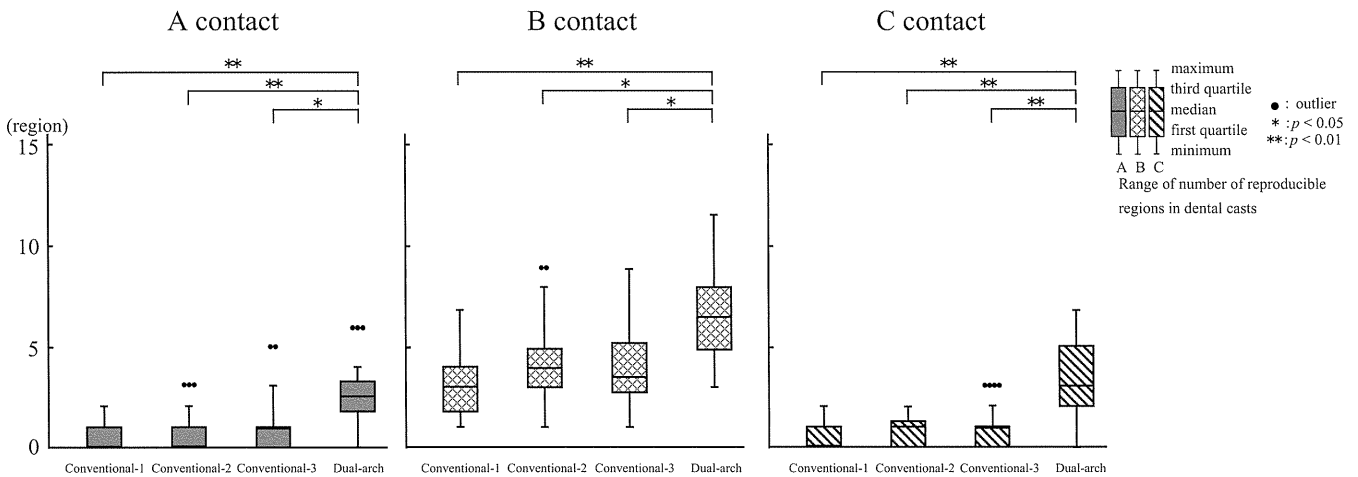 A contact
B contact
C contact
**
**
*
**
*
*
**
**
**
(region)
15
10
5
0
Conventional-1 Conventional-2 Conventional-3 Dual-arch
Conventional-1 Conventional-2 Conventional-3 Dual-arch
Conventional-1 Conventional-2 Conventional-3 Dual-arch
maximum
third quartile
median
first quartile
minimum
A B C
● : outlier
* : p < 0.05
** : p < 0.01
Range of number of reproducible
regions in dental casts